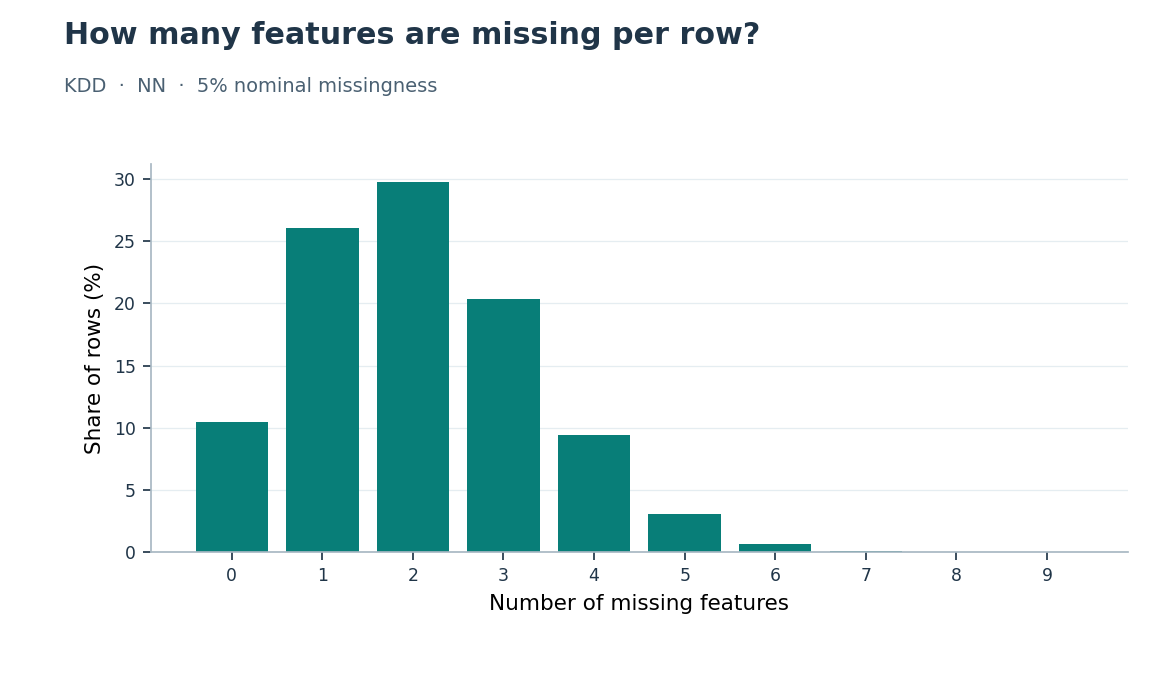 How many features are missing per row?
KDD · NN · 5% nominal missingness
30
25
20
15
10
5
0
Share of rows (%)
0 1 2 3 4 5 6 7 8 9
Number of missing features